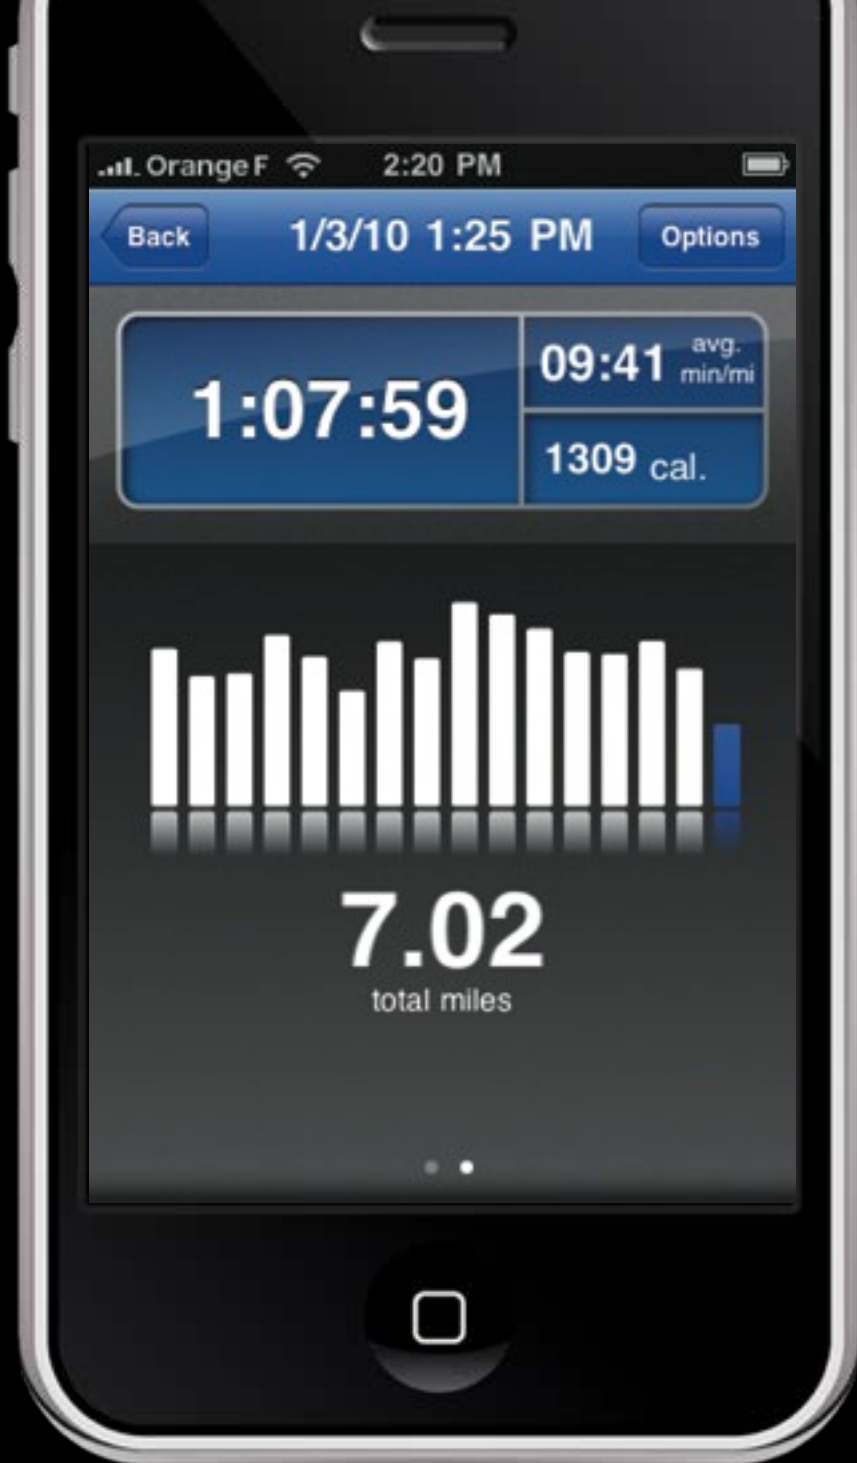 Orange F 2:20 PM
Back 1/3/10 1:25 PM Options
1:07:59
09:41 avg. min/mi
1309 cal.
7.02
total miles